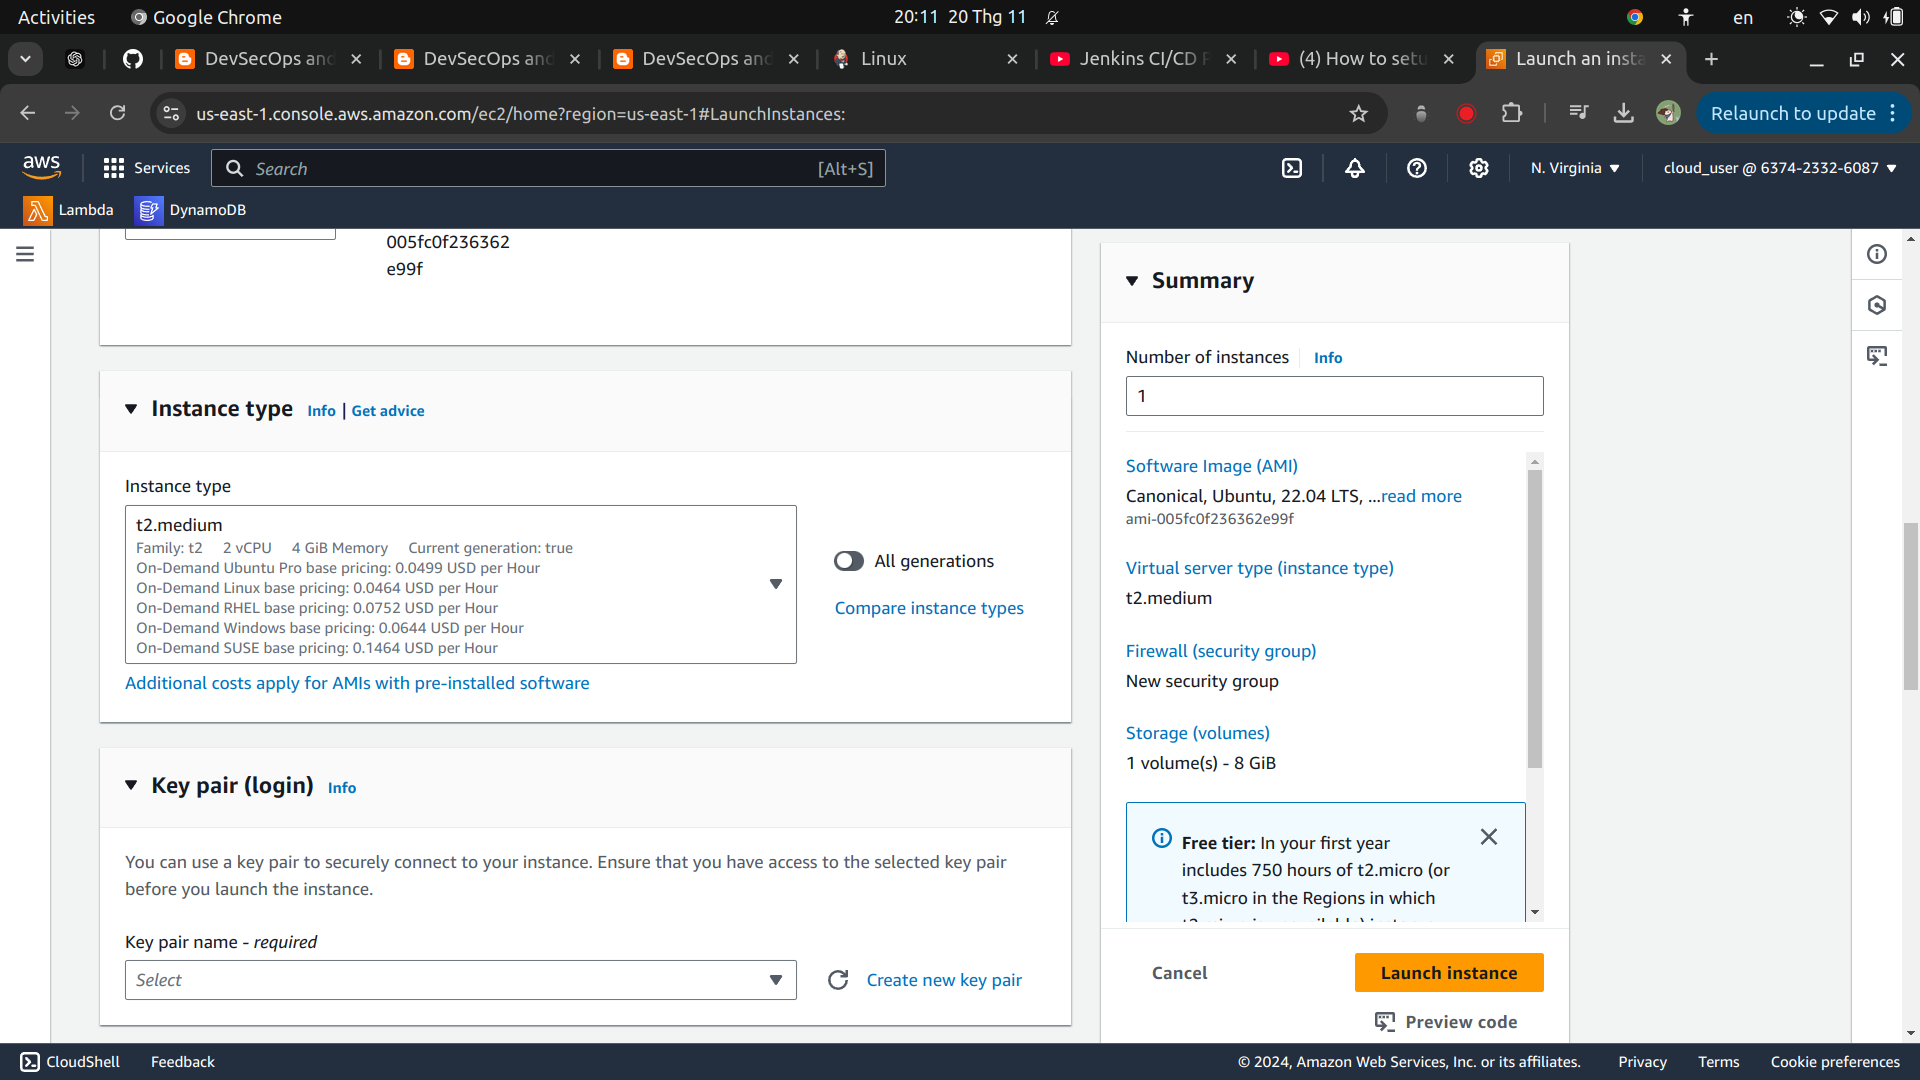 Activities
Google Chrome
20:11 20 Thg 11
en
DevSecOps and
DevSecOps and
DevSecOps and
Linux
Jenkins CI/CD P
(4) How to setu
Launch an insta
us-east-1.console.aws.amazon.com/ec2/home?region=us-east-1#LaunchInstances:
Relaunch to update
aws
Services
Search
[Alt+S]
N. Virginia
cloud_user @ 6374-2332-6087
Lambda
DynamoDB
005fc0f236362
e99f
Instance type
Info | Get advice
Instance type
t2.medium
Family: t2 2 vCPU 4 GiB Memory Current generation: true
On-Demand Ubuntu Pro base pricing: 0.0499 USD per Hour
On-Demand Linux base pricing: 0.0464 USD per Hour
On-Demand RHEL base pricing: 0.0752 USD per Hour
On-Demand Windows base pricing: 0.0644 USD per Hour
On-Demand SUSE base pricing: 0.1464 USD per Hour
All generations
Compare instance types
Additional costs apply for AMIs with pre-installed software
Key pair (login)
Info
You can use a key pair to securely connect to your instance. Ensure that you have access to the selected key pair
before you launch the instance.
Key pair name - required
Select
Create new key pair
Summary
Number of instances
Info
1
Software Image (AMI)
Canonical, Ubuntu, 22.04 LTS, ...read more
ami-005fc0f236362e99f
Virtual server type (instance type)
t2.medium
Firewall (security group)
New security group
Storage (volumes)
1 volume(s) - 8 GiB
Free tier: In your first year
includes 750 hours of t2.micro (or
t3.micro in the Regions in which
Cancel
Launch instance
Preview code
CloudShell
Feedback
© 2024, Amazon Web Services, Inc. or its affiliates.
Privacy
Terms
Cookie preferences